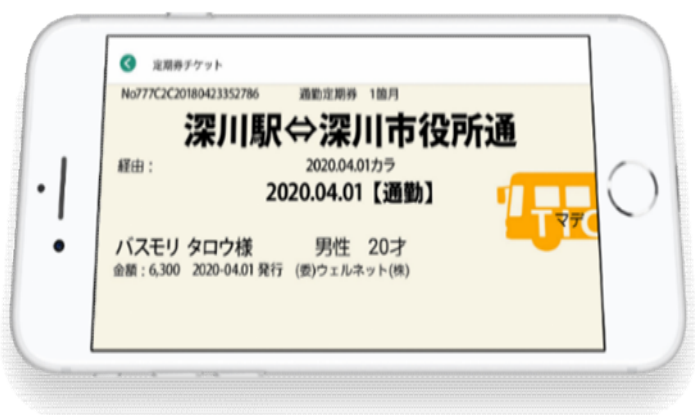 定期券チケット
No777C2C20180423352786 通勤定期券 1箇月
深川駅⇔深川市役所通
経由：
2020.04.01カラ
2020.04.01【通勤】
マデ
TIC
バスモリ タロウ様 男性 20才
金額：6,300 2020-04.01 発行 (委)ウェルネット(株)